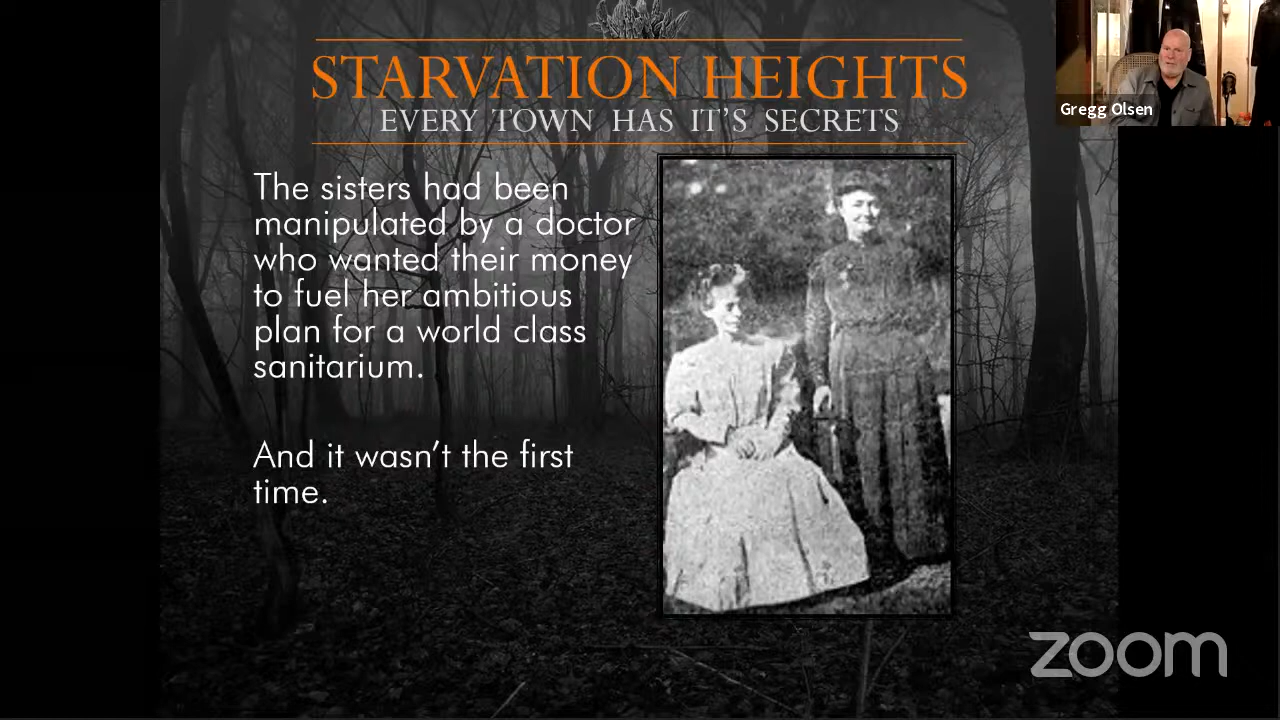 STARVATION HEIGHTS
EVERY TOWN HAS IT'S SECRETS
Gregg Olsen
The sisters had been
manipulated by a doctor
who wanted their money
to fuel her ambitious
plan for a world class
sanitarium.
And it wasn’t the first
time.
zoom